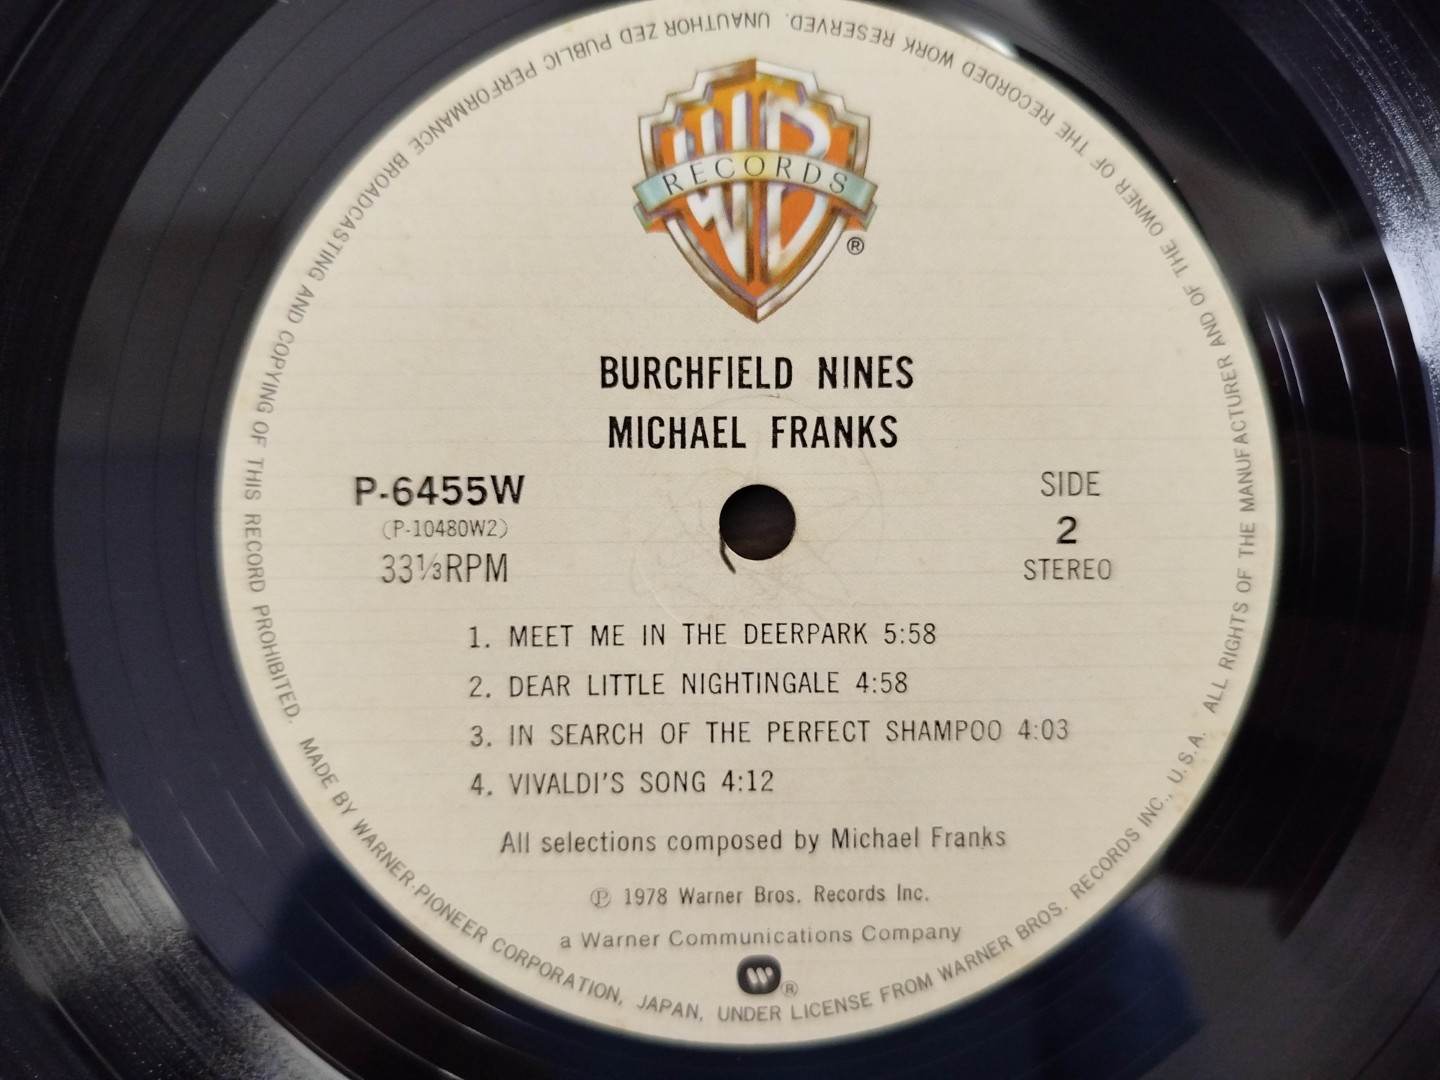 WB
RECORDS
®
BURCHFIELD NINES
MICHAEL FRANKS
P-6455W
(P-10480W2)
33⅓RPM
SIDE
2
STEREO
1. MEET ME IN THE DEERPARK 5:58
2. DEAR LITTLE NIGHTINGALE 4:58
3. IN SEARCH OF THE PERFECT SHAMPOO 4:03
4. VIVALDI'S SONG 4:12
All selections composed by Michael Franks
℗ 1978 Warner Bros. Records Inc.
a Warner Communications Company
W®
MADE BY WARNER-PIONEER CORPORATION, JAPAN, UNDER LICENSE FROM WARNER BROS. RECORDS INC., U.S.A. ALL RIGHTS OF THE MANUFACTURER AND OF THE OWNER OF THE RECORDED WORK RESERVED. UNAUTHOR ZED PUBLIC PERFORMANCE BROADCASTING AND COPYING OF THIS RECORD PROHIBITED.